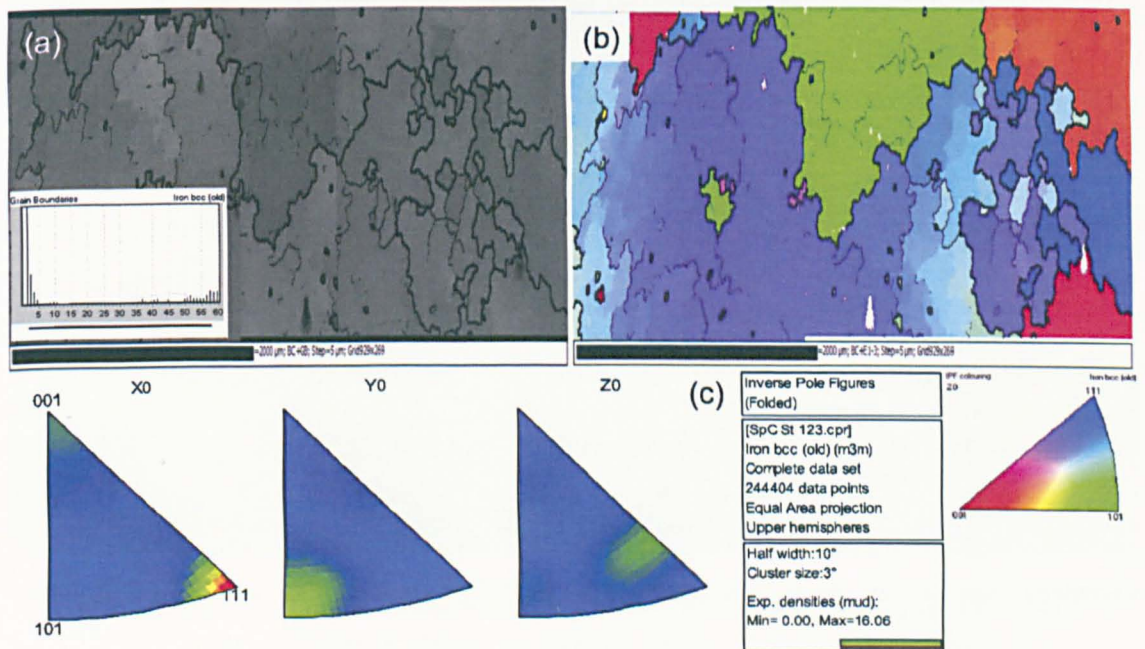 (a)
(b)
Grain Boundaries
Iron bcc (old)
5 10 15 20 25 30 35 40 45 50 55 60
=2000 µm; BC+GB; Step=5 µm; Grid929x269
=2000 µm; BC+E1-3; Step=5 µm; Grid929x269
X0
Y0
Z0
(c)
001
101
111
Inverse Pole Figures
(Folded)
[SpC St 123.cpr]
Iron bcc (old) (m3m)
Complete data set
244404 data points
Equal Area projection
Upper hemispheres
Half width:10°
Cluster size:3°
Exp. densities (mud):
Min= 0.00, Max=16.06
IPF colouring
Z0
Iron bcc (old)
111
001
101